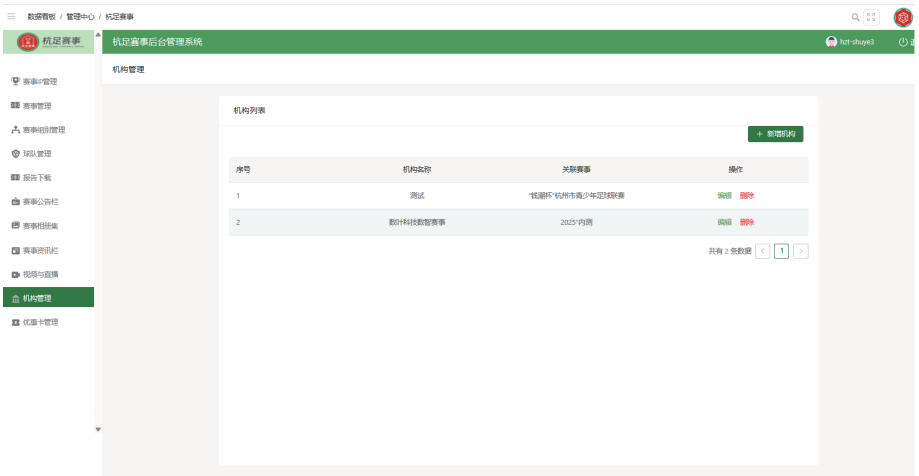 数据看板 / 管理中心 / 杭足赛事
杭足赛事
杭足赛事后台管理系统
hzt-shuye3
机构管理
赛事IP管理
赛事管理
赛事组别管理
球队管理
报告下载
赛事公告栏
赛事相册集
赛事资讯栏
视频与直播
机构管理
优惠卡管理
机构列表
+ 新增机构
序号 机构名称 关联赛事 操作
1 测试 "钱潮杯"杭州市青少年足球联赛 编辑 删除
2 数叶科技数智赛事 2025"内测 编辑 删除
共有 2 条数据 < 1 >